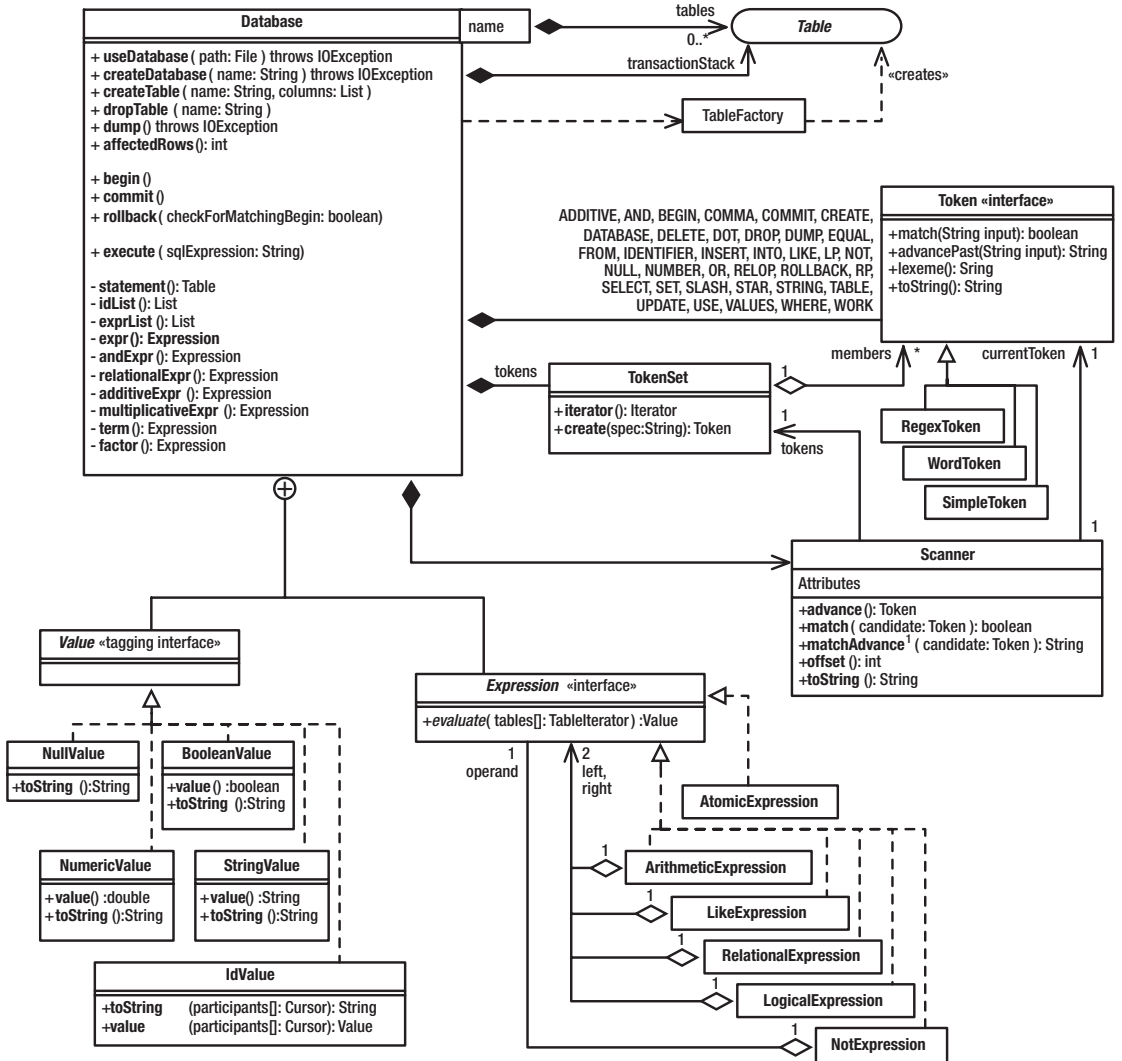 Database
name
+ useDatabase ( path: File ) throws IOException
+ createDatabase ( name: String ) throws IOException
+ createTable ( name: String, columns: List )
+ dropTable ( name: String )
+ dump () throws IOException
+ affectedRows (): int
+ begin ()
+ commit ()
+ rollback ( checkForMatchingBegin: boolean)
+ execute ( sqlExpression: String)
- statement (): Table
- idList (): List
- exprList (): List
- expr (): Expression
- andExpr (): Expression
- relationalExpr (): Expression
- additiveExpr (): Expression
- multiplicativeExpr (): Expression
- term (): Expression
- factor (): Expression
tables
0..*
Table
transactionStack
«creates»
TableFactory
ADDITIVE, AND, BEGIN, COMMA, COMMIT, CREATE,
DATABASE, DELETE, DOT, DROP, DUMP, EQUAL,
FROM, IDENTIFIER, INSERT, INTO, LIKE, LP, NOT,
NULL, NUMBER, OR, RELOP, ROLLBACK, RP,
SELECT, SET, SLASH, STAR, STRING, TABLE,
UPDATE, USE, VALUES, WHERE, WORK
Token «interface»
+match(String input): boolean
+advancePast(String input): String
+lexeme(): Sring
+toString(): String
members
*
currentToken
1
tokens
TokenSet
1
+iterator (): Iterator
+create(spec:String): Token
1
tokens
RegexToken
WordToken
SimpleToken
1
Scanner
Attributes
+advance (): Token
+match ( candidate: Token ): boolean
+matchAdvance1 ( candidate: Token ): String
+offset (): int
+toString (): String
Value «tagging interface»
Expression «interface»
+evaluate( tables[]: TableIterator ) :Value
NullValue
+toString ():String
BooleanValue
+value () :boolean
+toString ():String
1
operand
2
left,
right
AtomicExpression
NumericValue
+value() :double
+toString ():String
StringValue
+value() :String
+toString ():String
1
ArithmeticExpression
1
LikeExpression
1
RelationalExpression
IdValue
+toString (participants[]: Cursor): String
+value (participants[]: Cursor): Value
1
LogicalExpression
1
NotExpression